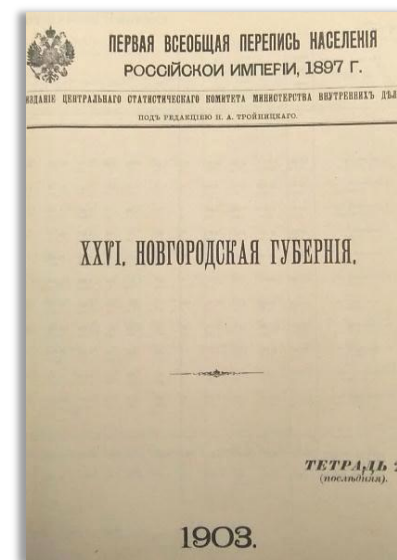 ПЕРВАЯ ВСЕОБЩАЯ ПЕРЕПИСЬ НАСЕЛЕНІЯ
РОССІЙСКОЙ ИМПЕРІИ, 1897 Г.
ИЗДАНІЕ ЦЕНТРАЛЬНАГО СТАТИСТИЧЕСКАГО КОМИТЕТА МИНИСТЕРСТВА ВНУТРЕННИХЪ ДѢЛ
ПОДЪ РЕДАКЦІЕЮ Н. А. ТРОЙНИЦКАГО.
XXVI. НОВГОРОДСКАЯ ГУБЕРНІЯ.
ТЕТРАДЬ
(послѣдняя).
1903.